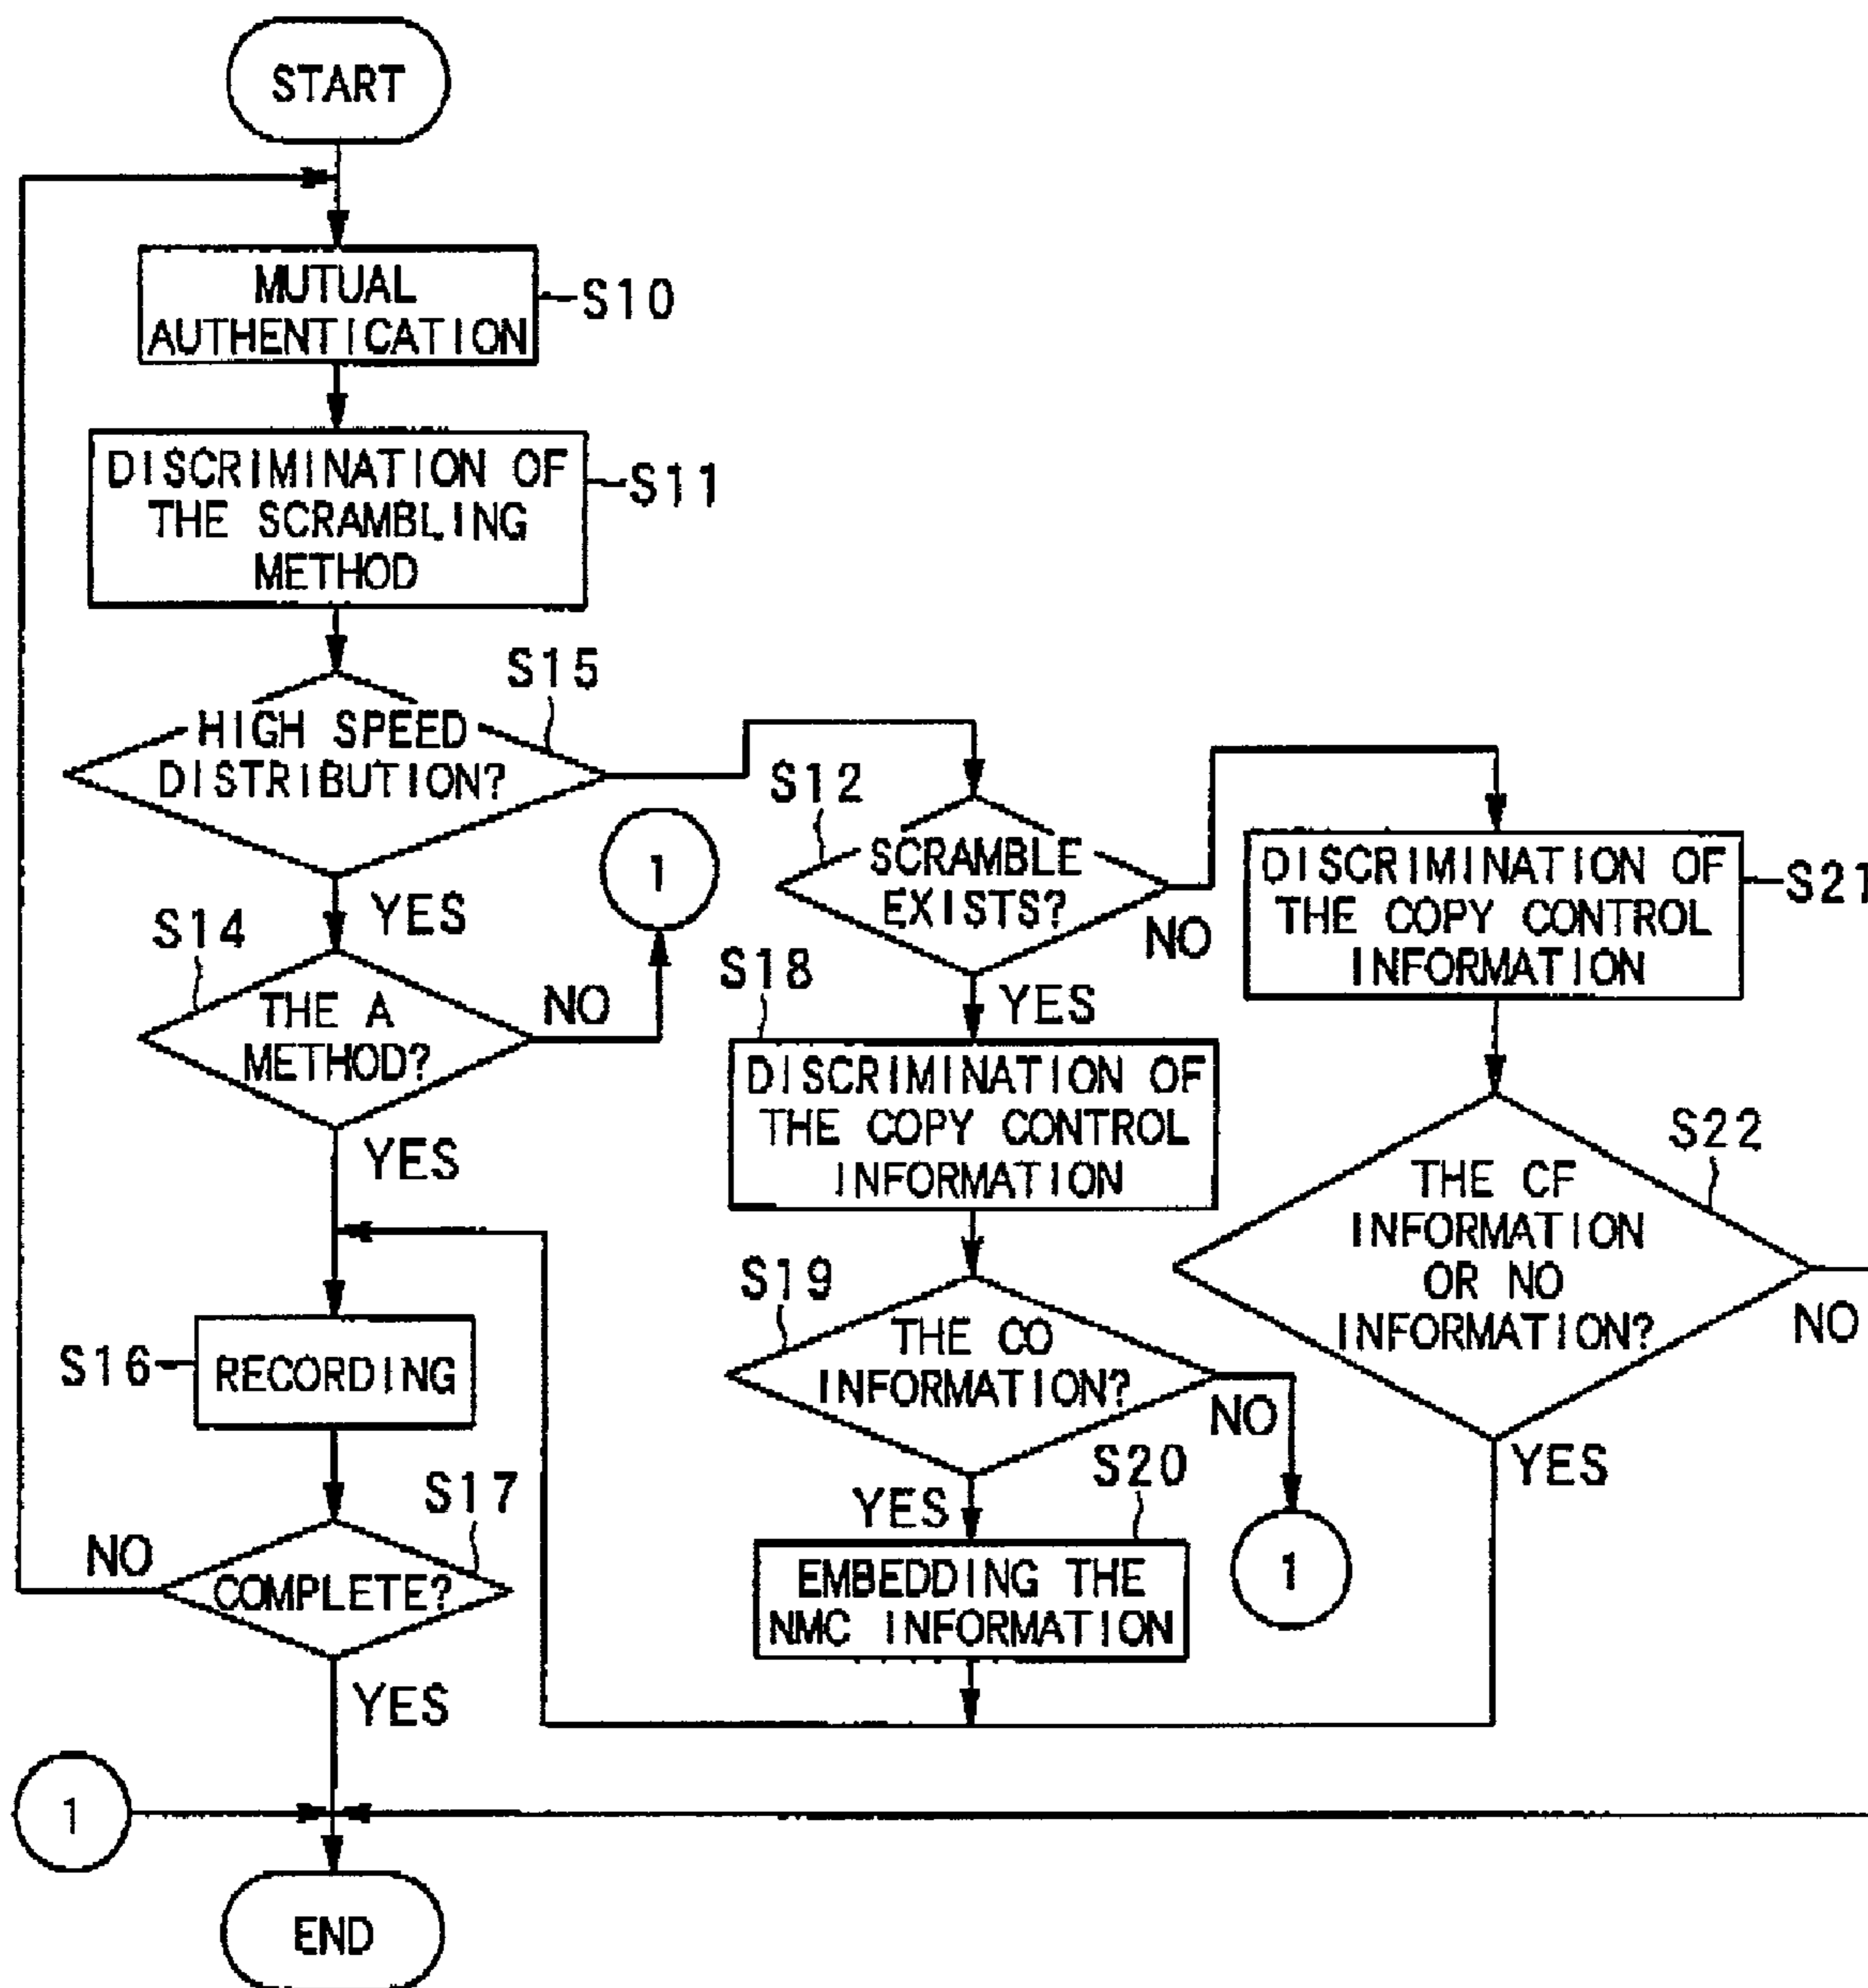 START
MUTUAL
AUTHENTICATION
S10
DISCRIMINATION OF
THE SCRAMBLING
METHOD
S11
S15
HIGH SPEED
DISTRIBUTION?
YES
S14
THE A
METHOD?
NO
1
YES
S16
RECORDING
S17
COMPLETE?
NO
YES
1
END
S12
SCRAMBLE
EXISTS?
NO
YES
S18
DISCRIMINATION OF
THE COPY CONTROL
INFORMATION
S19
THE CO
INFORMATION?
NO
1
YES
S20
EMBEDDING THE
NMC INFORMATION
DISCRIMINATION OF
THE COPY CONTROL
INFORMATION
S21
S22
THE CF
INFORMATION
OR NO
INFORMATION?
NO
YES